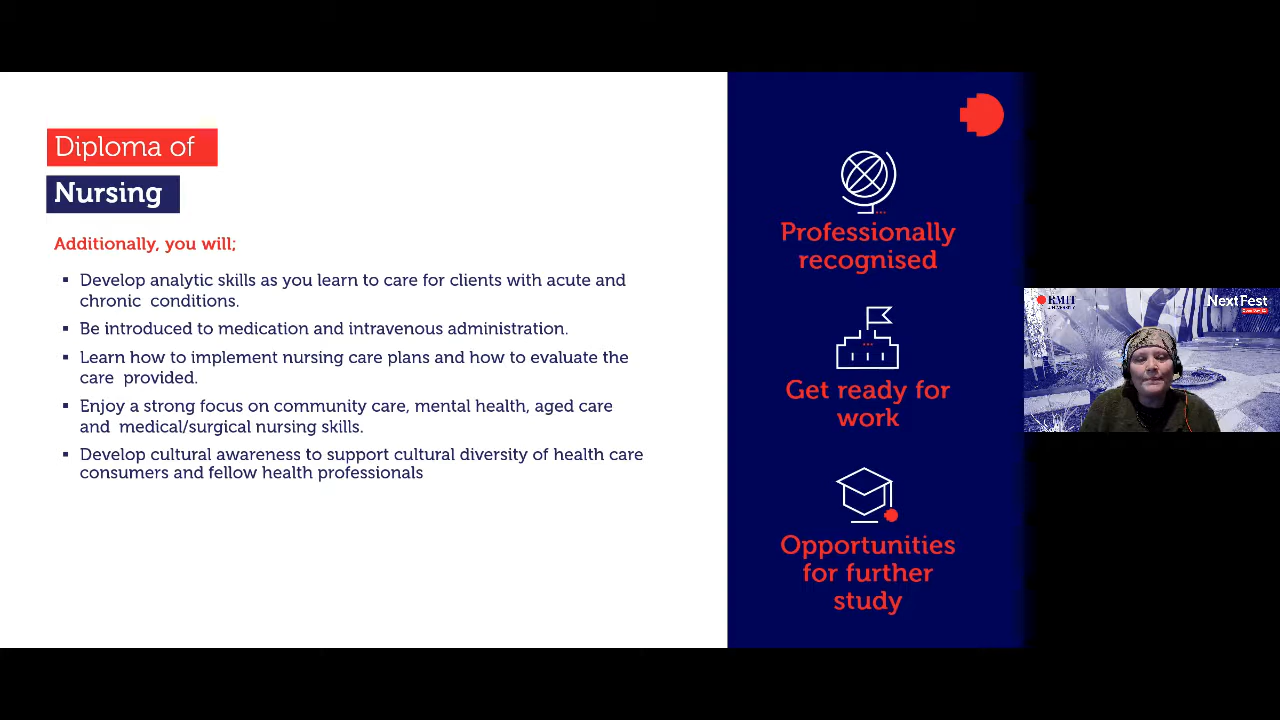 Diploma of
Nursing
Additionally, you will;
▪ Develop analytic skills as you learn to care for clients with acute and
chronic conditions.
▪ Be introduced to medication and intravenous administration.
▪ Learn how to implement nursing care plans and how to evaluate the
care provided.
▪ Enjoy a strong focus on community care, mental health, aged care
and medical/surgical nursing skills.
▪ Develop cultural awareness to support cultural diversity of health care
consumers and fellow health professionals
Professionally
recognised
Get ready for
work
Opportunities
for further
study
RMIT
UNIVERSITY
NextFest